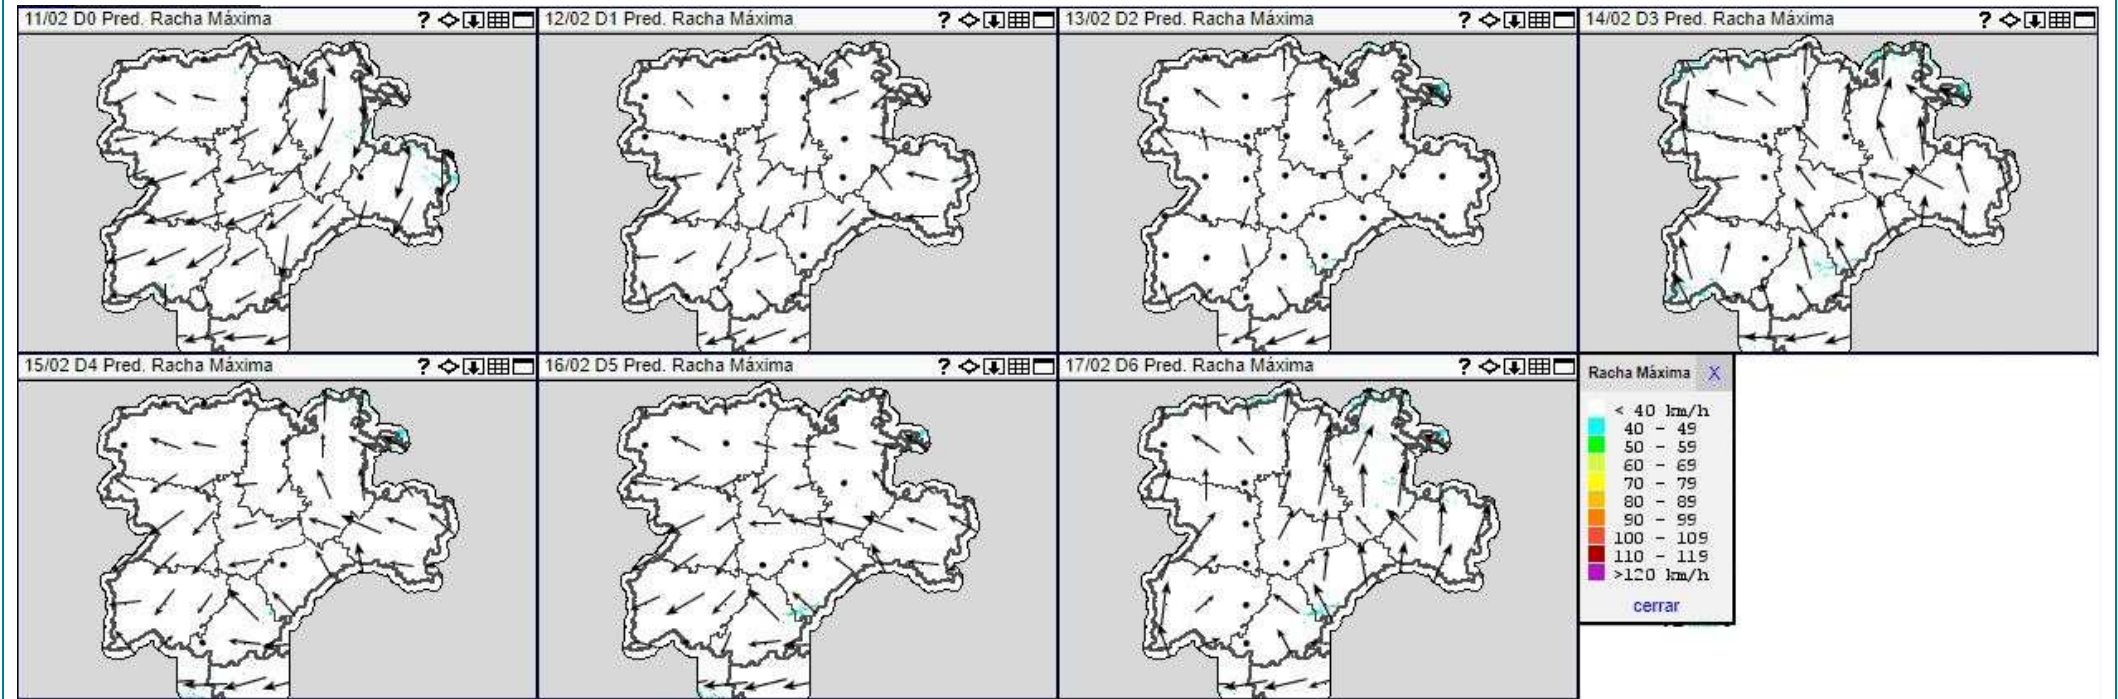 11/02 D0 Pred. Racha Máxima ?
12/02 D1 Pred. Racha Máxima ?
13/02 D2 Pred. Racha Máxima ?
14/02 D3 Pred. Racha Máxima ?
15/02 D4 Pred. Racha Máxima ?
16/02 D5 Pred. Racha Máxima ?
17/02 D6 Pred. Racha Máxima ?
Racha Máxima X
< 40 km/h
40 - 49
50 - 59
60 - 69
70 - 79
80 - 89
90 - 99
100 - 109
110 - 119
>120 km/h
cerrar